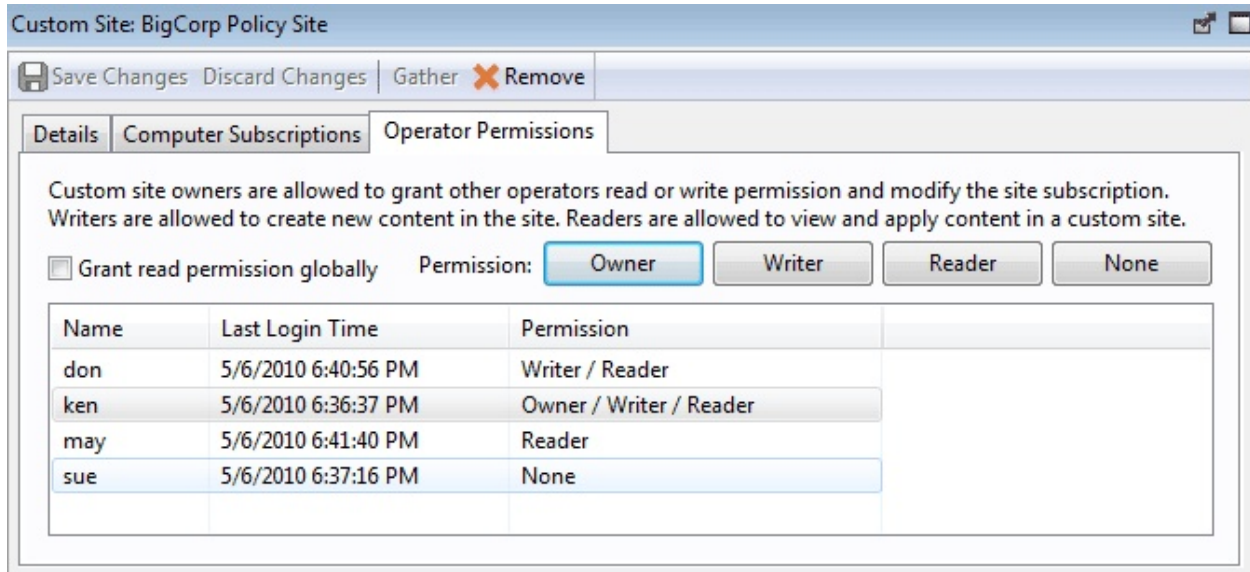 Custom Site: BigCorp Policy Site
Save Changes Discard Changes Gather Remove
Details Computer Subscriptions Operator Permissions
Custom site owners are allowed to grant other operators read or write permission and modify the site subscription.
Writers are allowed to create new content in the site. Readers are allowed to view and apply content in a custom site.
Grant read permission globally Permission: Owner Writer Reader None
Name Last Login Time Permission
don 5/6/2010 6:40:56 PM Writer / Reader
ken 5/6/2010 6:36:37 PM Owner / Writer / Reader
may 5/6/2010 6:41:40 PM Reader
sue 5/6/2010 6:37:16 PM None